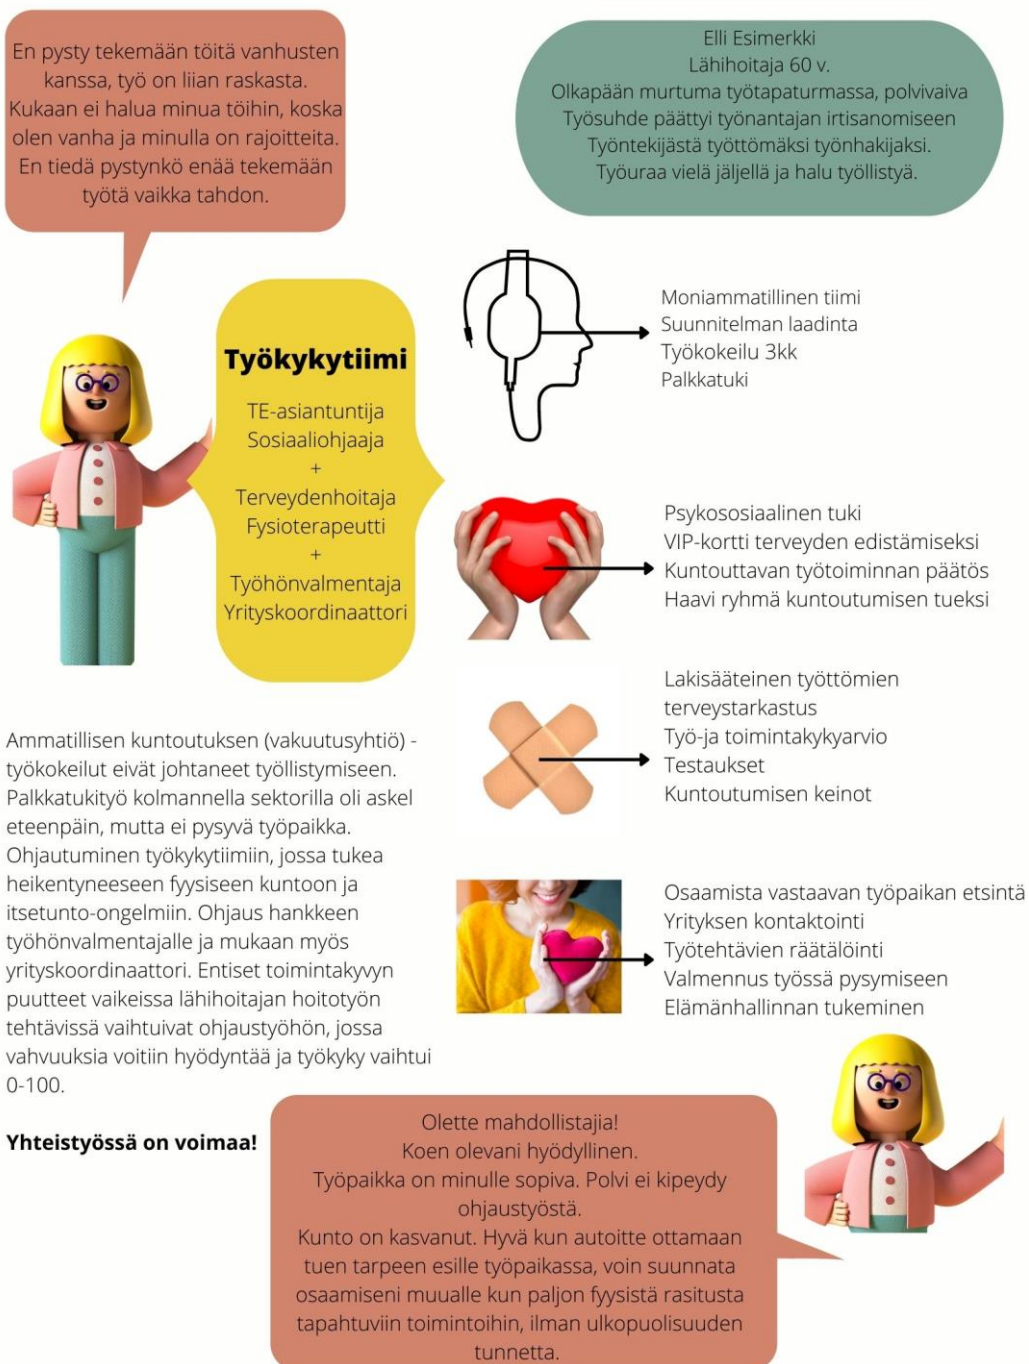 En pysty tekemään töitä vanhusten
kanssa, työ on liian raskasta.
Kukaan ei halua minua töihin, koska
olen vanha ja minulla on rajoitteita.
En tiedä pystynkö enää tekemään
työtä vaikka tahdon.
Elli Esimerkki
Lähihoitaja 60 v.
Olkapään murtuma työtapaturmassa, polvivaiva
Työsuhde päättyi työnantajan irtisanomiseen
Työntekijästä työttömäksi työnhakijaksi.
Työuraa vielä jäljellä ja halu työllistyä.
Työkykytiimi
TE-asiantuntija
Sosiaaliohjaaja
+
Terveydenhoitaja
Fysioterapeutti
+
Työhönvalmentaja
Yrityskoordinaattori
Moniammatillinen tiimi
Suunnitelman laadinta
Työkokeilu 3kk
Palkkatuki
Psykososiaalinen tuki
VIP-kortti terveyden edistämiseksi
Kuntouttavan työtoiminnan päätös
Haavi ryhmä kuntoutumisen tueksi
Lakisääteinen työttömien
terveystarkastus
Työ-ja toimintakykyarvio
Testaukset
Kuntoutumisen keinot
Osaamista vastaavan työpaikan etsintä
Yrityksen kontaktointi
Työtehtävien räätälöinti
Valmennus työssä pysymiseen
Elämänhallinnan tukeminen
Ammatillisen kuntoutuksen (vakuutusyhtiö) -
työkokeilut eivät johtaneet työllistymiseen.
Palkkatukityö kolmannella sektorilla oli askel
eteenpäin, mutta ei pysyvä työpaikka.
Ohjautuminen työkykytiimiin, jossa tukea
heikentyneeseen fyysiseen kuntoon ja
itsetunto-ongelmiin. Ohjaus hankkeen
työhönvalmentajalle ja mukaan myös
yrityskoordinaattori. Entiset toimintakyvyn
puutteet vaikeissa lähihoitajan hoitotyön
tehtävissä vaihtuivat ohjaustyöhön, jossa
vahvuuksia voitiin hyödyntää ja työkyky vaihtui
0-100.
Yhteistyössä on voimaa!
Olette mahdollistajia!
Koen olevani hyödyllinen.
Työpaikka on minulle sopiva. Polvi ei kipeydy
ohjaustyöstä.
Kunto on kasvanut. Hyvä kun autoitte ottamaan
tuen tarpeen esille työpaikassa, voin suunnata
osaamiseni muualle kun paljon fyysistä rasitusta
tapahtuviin toimintoihin, ilman ulkopuolisuuden
tunnetta.